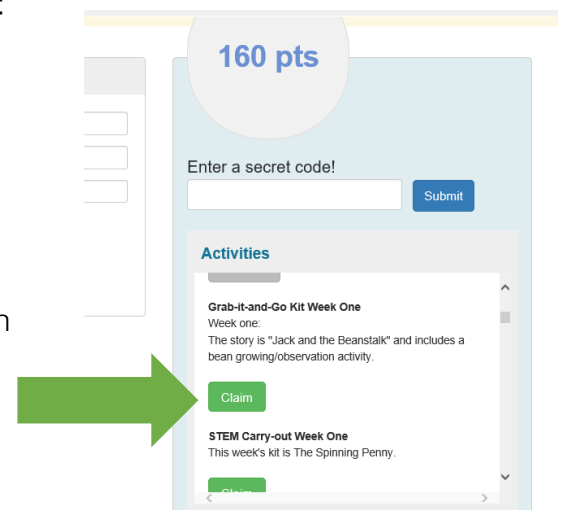 160 pts
Enter a secret code!
Submit
Activities
Grab-it-and-Go Kit Week One
Week one:
The story is "Jack and the Beanstalk" and includes a
bean growing/observation activity.
Claim
STEM Carry-out Week One
This week's kit is The Spinning Penny.
Claim